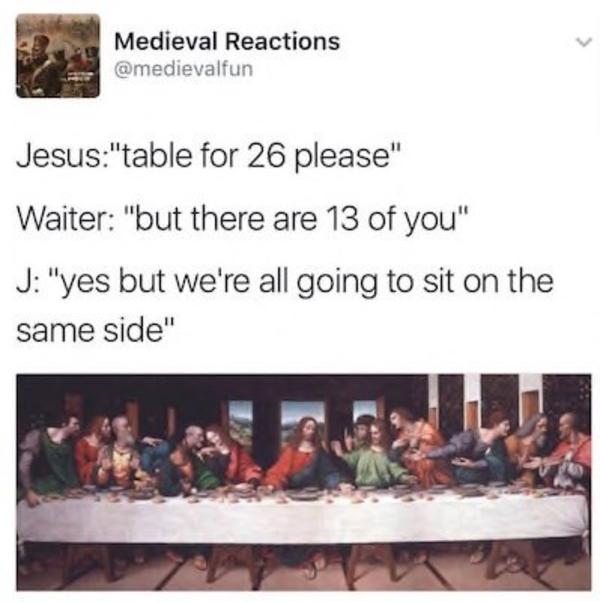 Medieval Reactions
@medievalfun
Jesus:"table for 26 please"
Waiter: "but there are 13 of you"
J: "yes but we're all going to sit on the
same side"